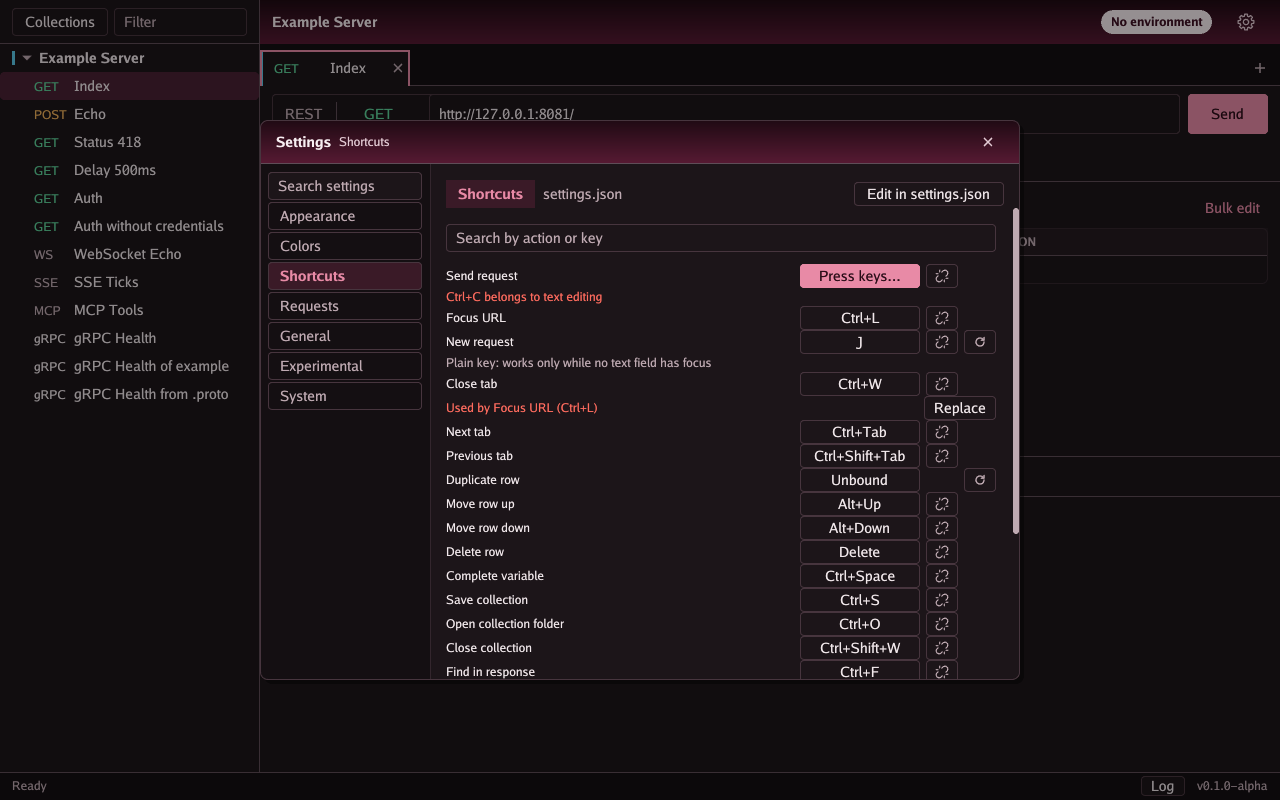 Collections
Filter
Example Server
No environment
Example Server
GET Index
POST Echo
GET Status 418
GET Delay 500ms
GET Auth
GET Auth without credentials
WS WebSocket Echo
SSE SSE Ticks
MCP MCP Tools
gRPC gRPC Health
gRPC gRPC Health of example
gRPC gRPC Health from .proto
GET Index
REST GET http://127.0.0.1:8081/
Send
Bulk edit
ON
Settings Shortcuts
Search settings
Appearance
Colors
Shortcuts
Requests
General
Experimental
System
Shortcuts settings.json Edit in settings.json
Search by action or key
Send request Press keys...
Ctrl+C belongs to text editing
Focus URL Ctrl+L
New request J
Plain key: works only while no text field has focus
Close tab Ctrl+W
Used by Focus URL (Ctrl+L) Replace
Next tab Ctrl+Tab
Previous tab Ctrl+Shift+Tab
Duplicate row Unbound
Move row up Alt+Up
Move row down Alt+Down
Delete row Delete
Complete variable Ctrl+Space
Save collection Ctrl+S
Open collection folder Ctrl+O
Close collection Ctrl+Shift+W
Find in response Ctrl+F
Ready
Log v0.1.0-alpha